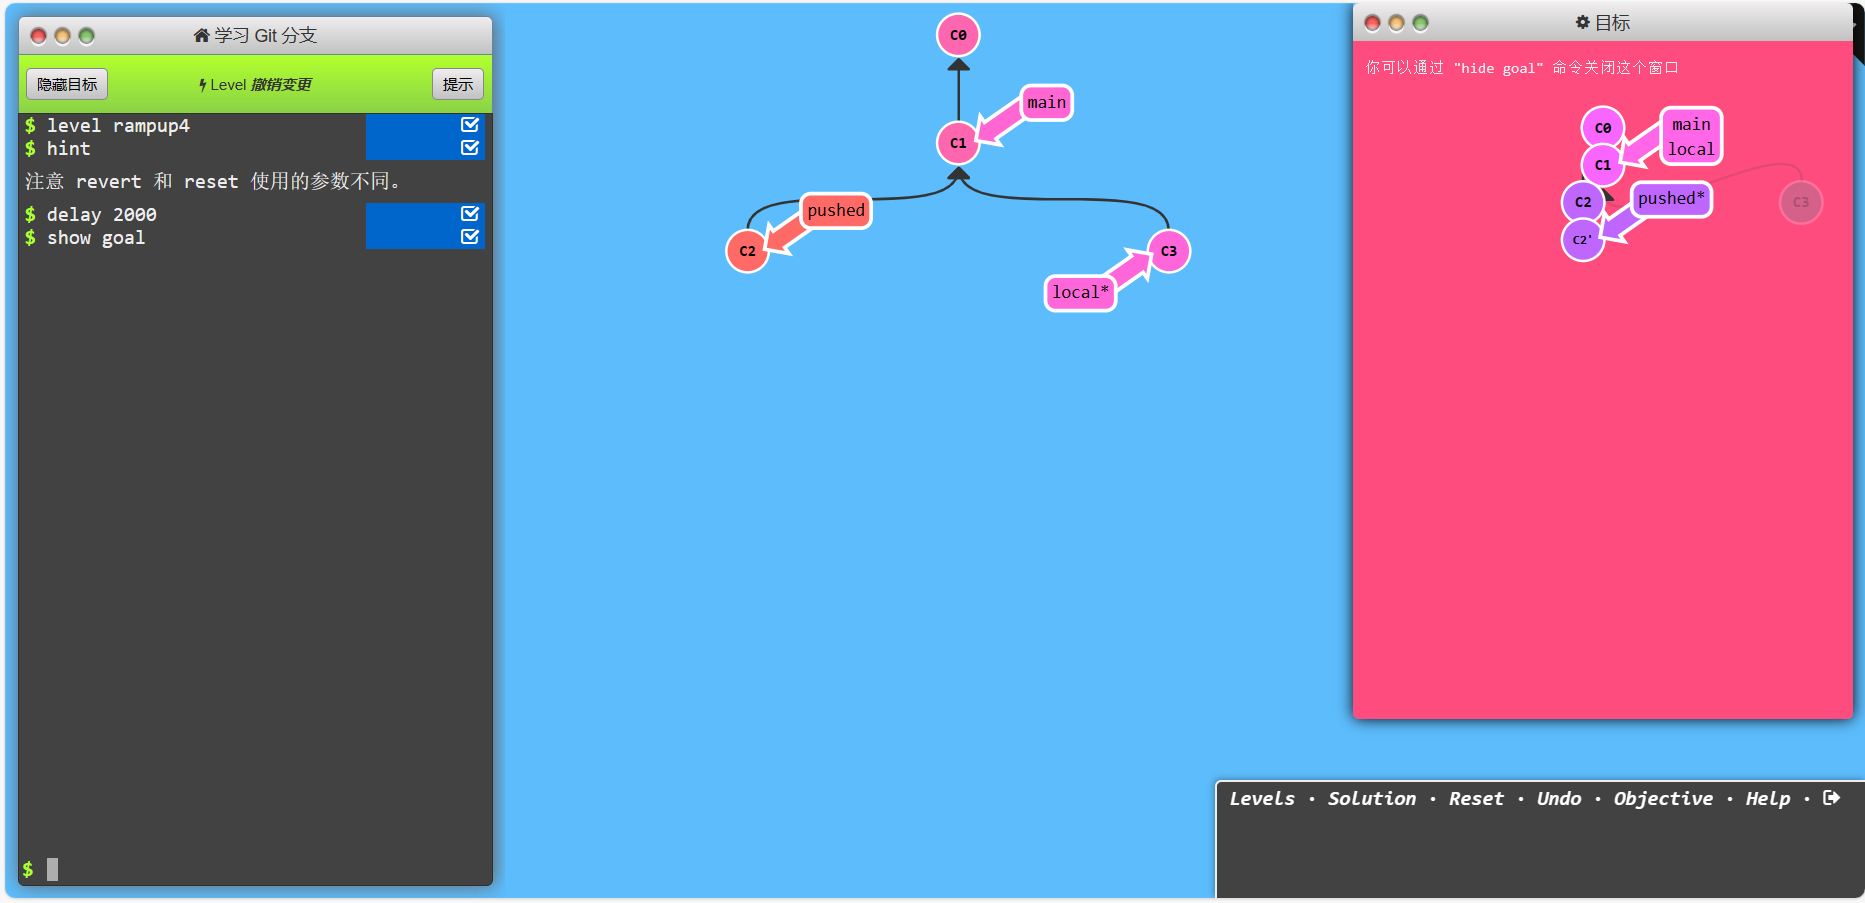 学习 Git 分支
隐藏目标
Level 撤销变更
提示
$ level rampup4
$ hint
注意 revert 和 reset 使用的参数不同。
$ delay 2000
$ show goal
$
C0
main
C1
pushed
C2
C3
local*
目标
你可以通过 "hide goal" 命令关闭这个窗口
C0
main
local
C1
C2
pushed*
C3
C2'
Levels · Solution · Reset · Undo · Objective · Help ·